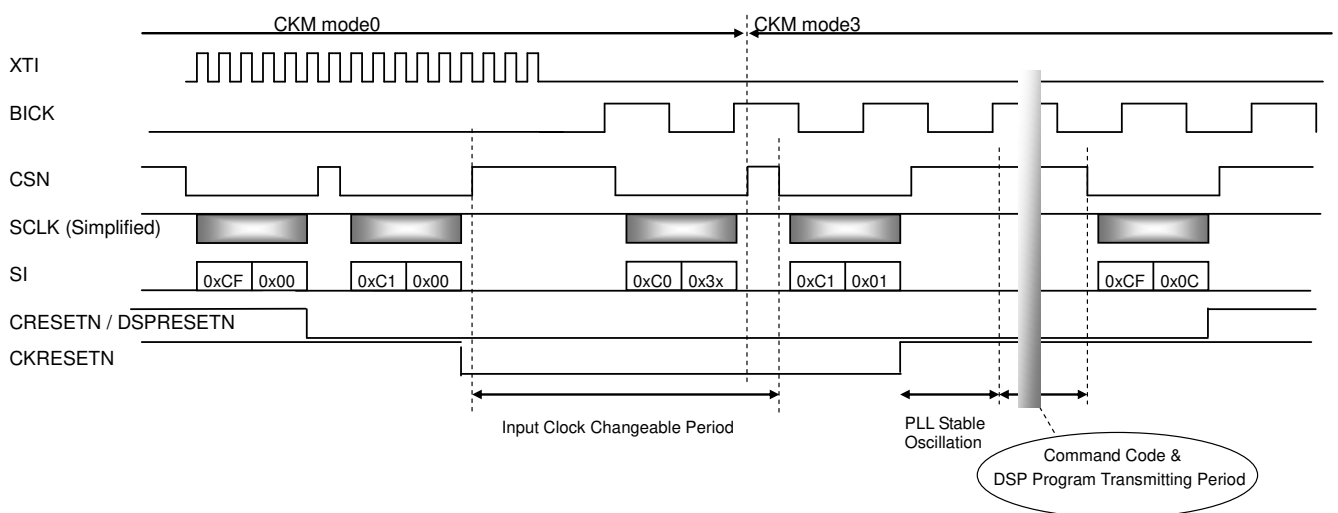 CKM mode0
CKM mode3
XTI
BICK
CSN
SCLK (Simplified)
SI
0xCF 0x00
0xC1 0x00
0xC0 0x3x
0xC1 0x01
0xCF 0x0C
CRESETN / DSPRESETN
CKRESETN
Input Clock Changeable Period
PLL Stable
Oscillation
Command Code &
DSP Program Transmitting Period